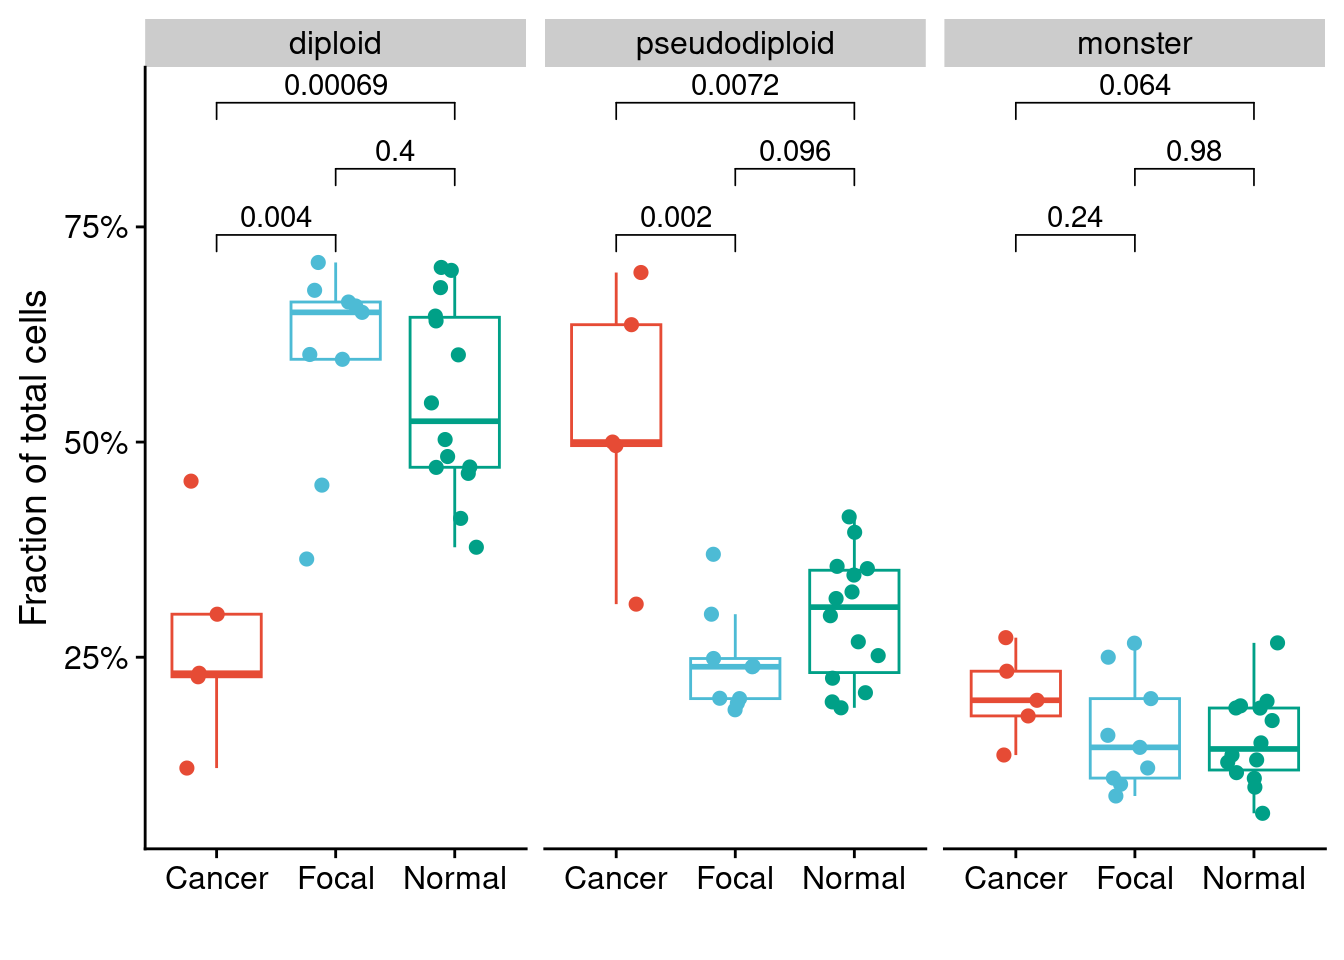 diploid pseudodiploid monster
0.00069 0.0072 0.064
0.4 0.096 0.98
0.004 0.002 0.24
75%
50%
25%
Fraction of total cells
Cancer Focal Normal Cancer Focal Normal Cancer Focal Normal